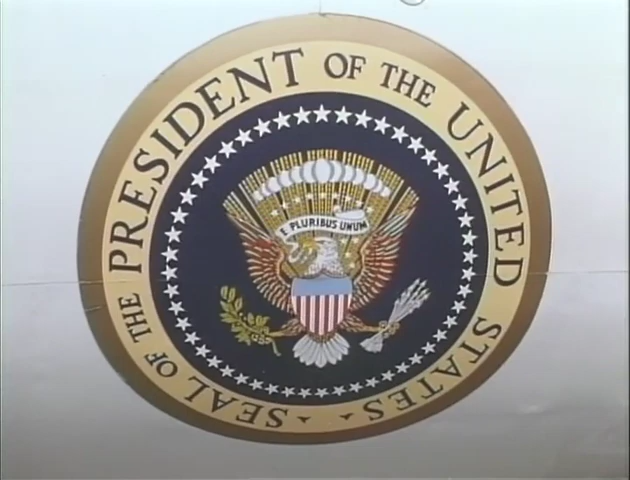 SEAL OF THE PRESIDENT OF THE UNITED STATES
E PLURIBUS UNUM